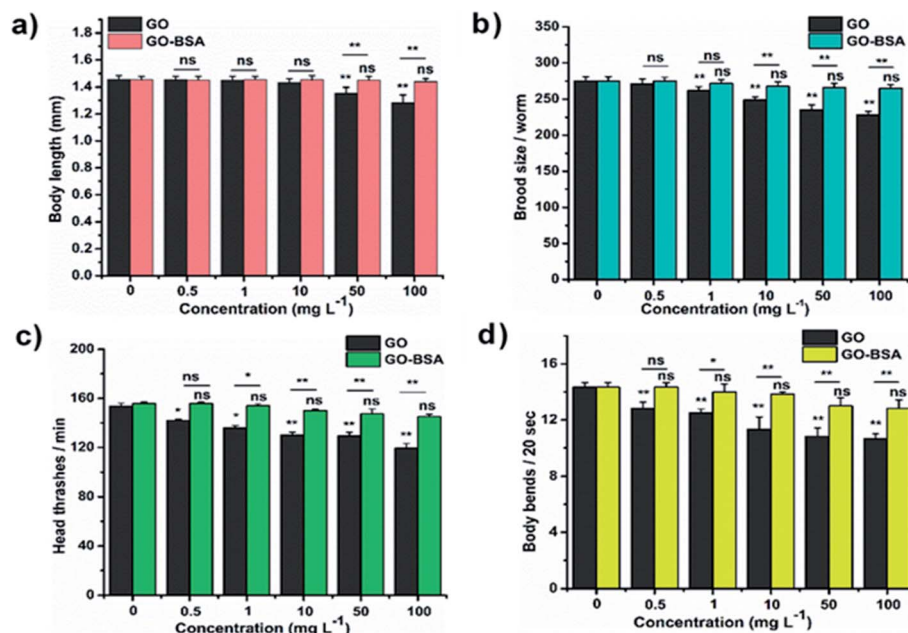 a)
GO
GO-BSA
Body length (mm)
2.0
1.8
1.6
1.4
1.2
1.0
0.8
0.6
0.4
0.2
0.0
ns
ns
ns
**
**
ns
ns
ns
**
ns
**
ns
0 0.5 1 10 50 100
Concentration (mg L⁻¹)
b)
GO
GO-BSA
Brood size / worm
300
250
200
150
100
50
0
ns
ns
**
**
**
ns
** ns
** ns
** ns
** ns
0 0.5 1 10 50 100
Concentration (mg L⁻¹)
c)
GO
GO-BSA
Head thrashes / min
200
160
120
80
40
0
ns
*
**
**
**
* ns
* ns
** ns
** ns
** ns
0 0.5 1 10 50 100
Concentration (mg L⁻¹)
d)
GO
GO-BSA
Body bends / 20 sec
16
12
8
4
0
ns
*
**
**
**
** ns
** ns
** ns
** ns
** ns
0 0.5 1 10 50 100
Concentration (mg L⁻¹)